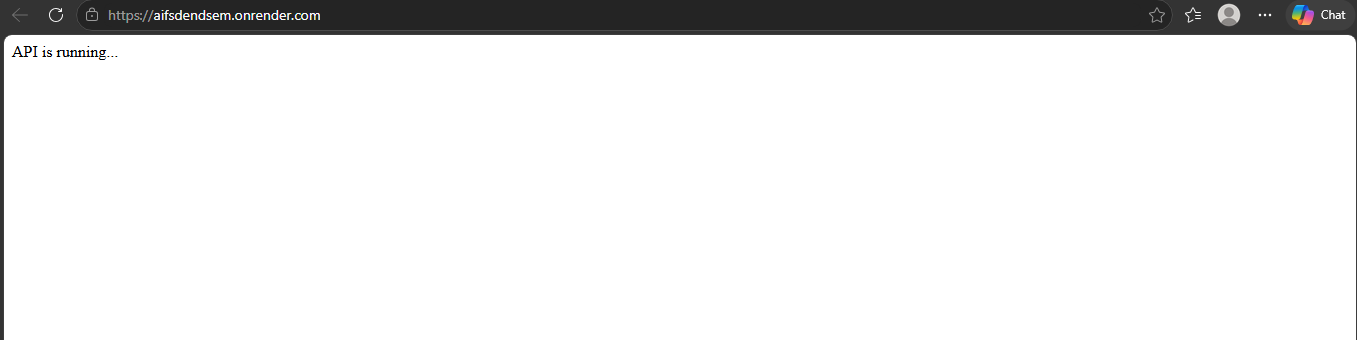 https://aifsdendsem.onrender.com
Chat
API is running...